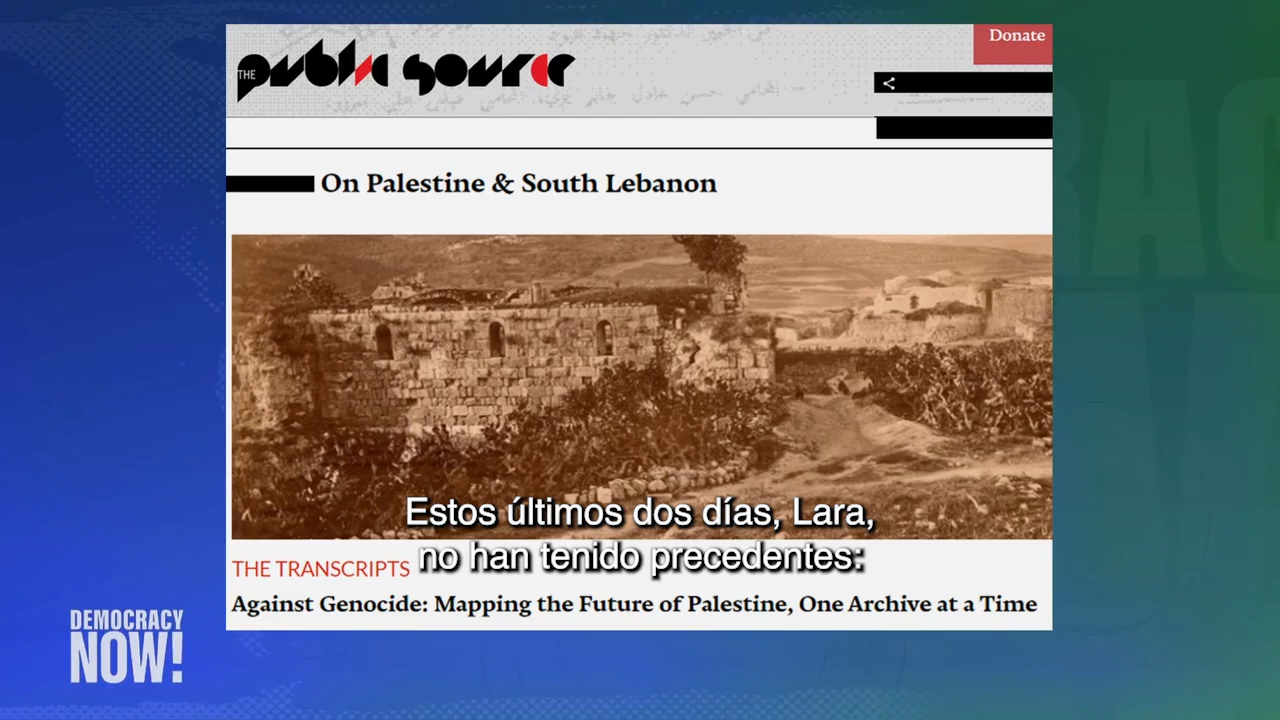 THE public source
Donate
On Palestine & South Lebanon
Estos últimos dos días, Lara,
no han tenido precedentes:
THE TRANSCRIPTS
Against Genocide: Mapping the Future of Palestine, One Archive at a Time
DEMOCRACY
NOW!